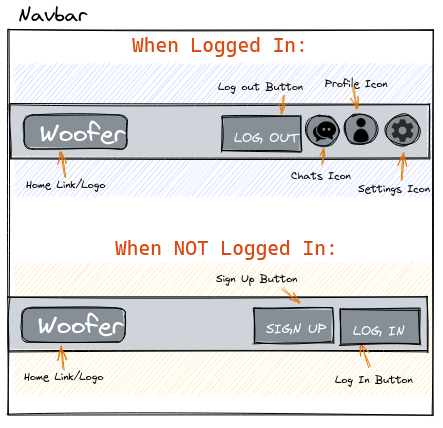 Navbar
When Logged In:
Log out Button
Profile Icon
Woofer
LOG OUT
Chats Icon
Home Link/Logo
Settings Icon
When NOT Logged In:
Sign Up Button
Woofer
SIGN UP
LOG IN
Home Link/Logo
Log In Button